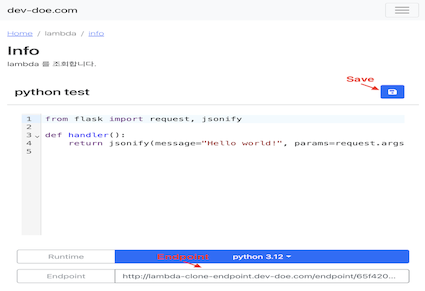 dev-doe.com
Home / lambda / info
Info
lambda 를 조회합니다.
Save
python test
1 from flask import request, jsonify
2
3 def handler():
4 return jsonify(message="Hello world!", params=request.args
5
Runtime
Endpoint
python 3.12
Endpoint
http://lambda-clone-endpoint.dev-doe.com/endpoint/65f420...